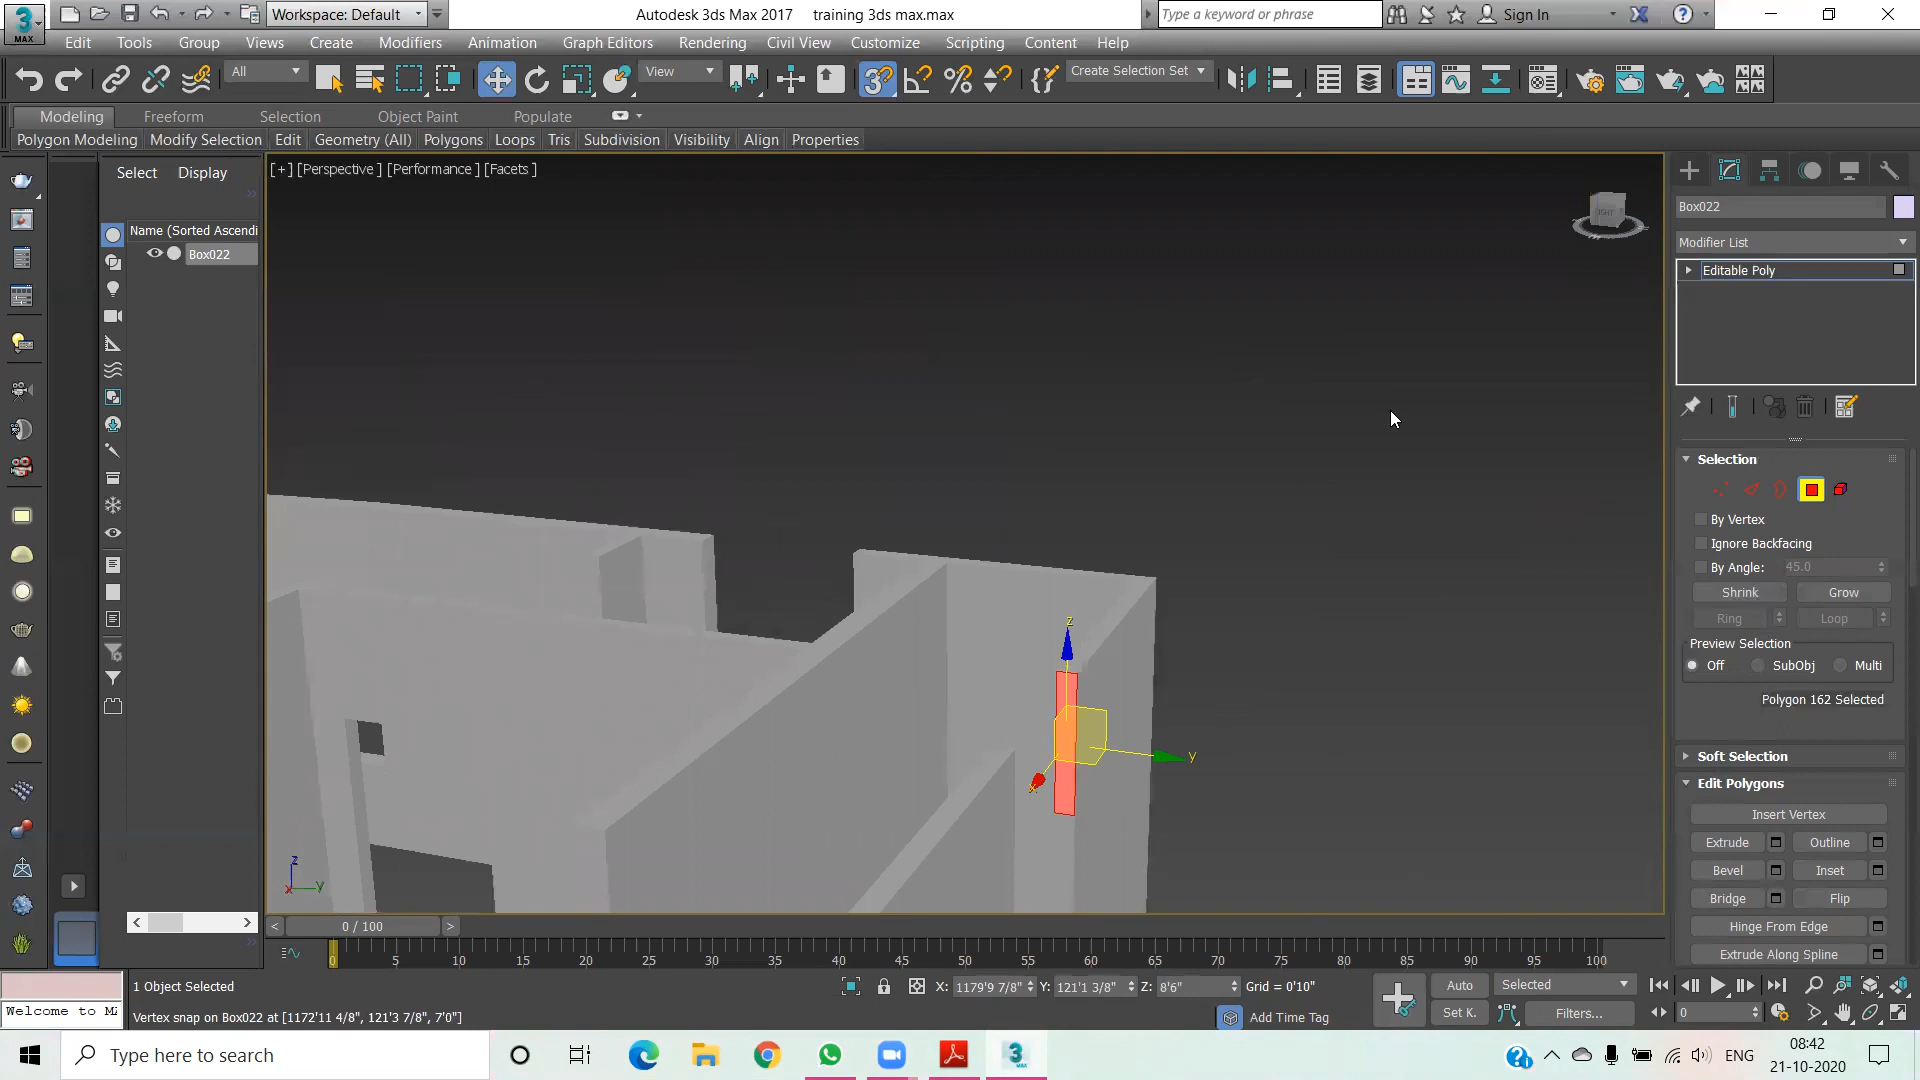 3
MAX
Workspace: Default
Autodesk 3ds Max 2017 training 3ds max.max
Type a keyword or phrase
Sign In
Edit Tools Group Views Create Modifiers Animation Graph Editors Rendering Civil View Customize Scripting Content Help
All
View
Create Selection Set
Modeling Freeform Selection Object Paint Populate
Polygon Modeling Modify Selection Edit Geometry (All) Polygons Loops Tris Subdivision Visibility Align Properties
Select Display
[+] [Perspective ] [Performance ] [Facets ]
Name (Sorted Ascendi
Box022
Box022
Modifier List
Editable Poly
Selection
By Vertex
Ignore Backfacing
By Angle: 45.0
Shrink Grow
Ring Loop
Preview Selection
Off SubObj Multi
Polygon 162 Selected
Soft Selection
Edit Polygons
Insert Vertex
Extrude Outline
Bevel Inset
Bridge Flip
Hinge From Edge
Extrude Along Spline
z
y
x
z
y
x
< 0 / 100 >
0 5 10 15 20 25 30 35 40 45 50 55 60 65 70 75 80 85 90 95 100
1 Object Selected
X: 1179'9 7/8" Y: 121'1 3/8" Z: 8'6" Grid = 0'10"
Auto Selected
Welcome to MA
Vertex snap on Box022 at [1172'11 4/8", 121'3 7/8", 7'0"]
Add Time Tag
Set K. Filters...
0
Type here to search
ENG
08:42
21-10-2020